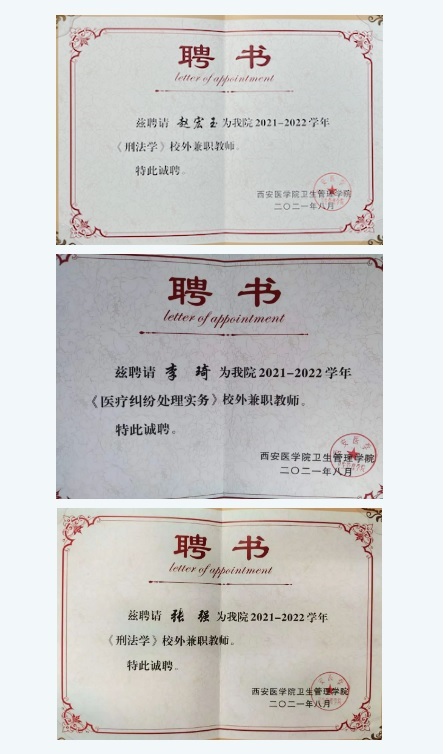 聘书
letter of appointment
兹聘请 赵宏玉 为我院2021-2022学年
《刑法学》校外兼职教师。
特此诚聘。
西安医学院卫生管理学院
二〇二一年八月
聘书
letter of appointment
兹聘请 李琦 为我院2021-2022学年
《医疗纠纷处理实务》校外兼职教师。
特此诚聘。
西安医学院卫生管理学院
二〇二一年八月
聘书
letter of appointment
兹聘请 张强 为我院2021-2022学年
《刑法学》校外兼职教师。
特此诚聘。
西安医学院卫生管理学院
二〇二一年八月